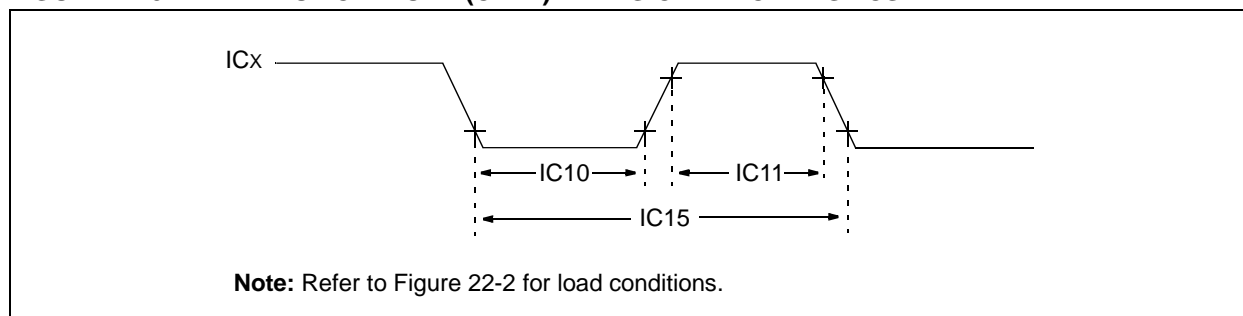 ICx
IC10
IC11
IC15
Note: Refer to Figure 22-2 for load conditions.